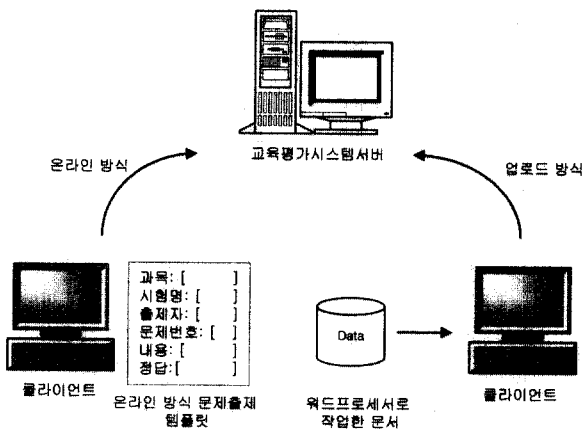 교육평가시스템서버
온라인 방식
업로드 방식
과목: [ ]
시험명: [ ]
출제자: [ ]
문제번호: [ ]
내용: [ ]
정답:[ ]
클라이언트
온라인 방식 문제출제
템플릿
Data
워드프로세서로
작업한 문서
클라이언트